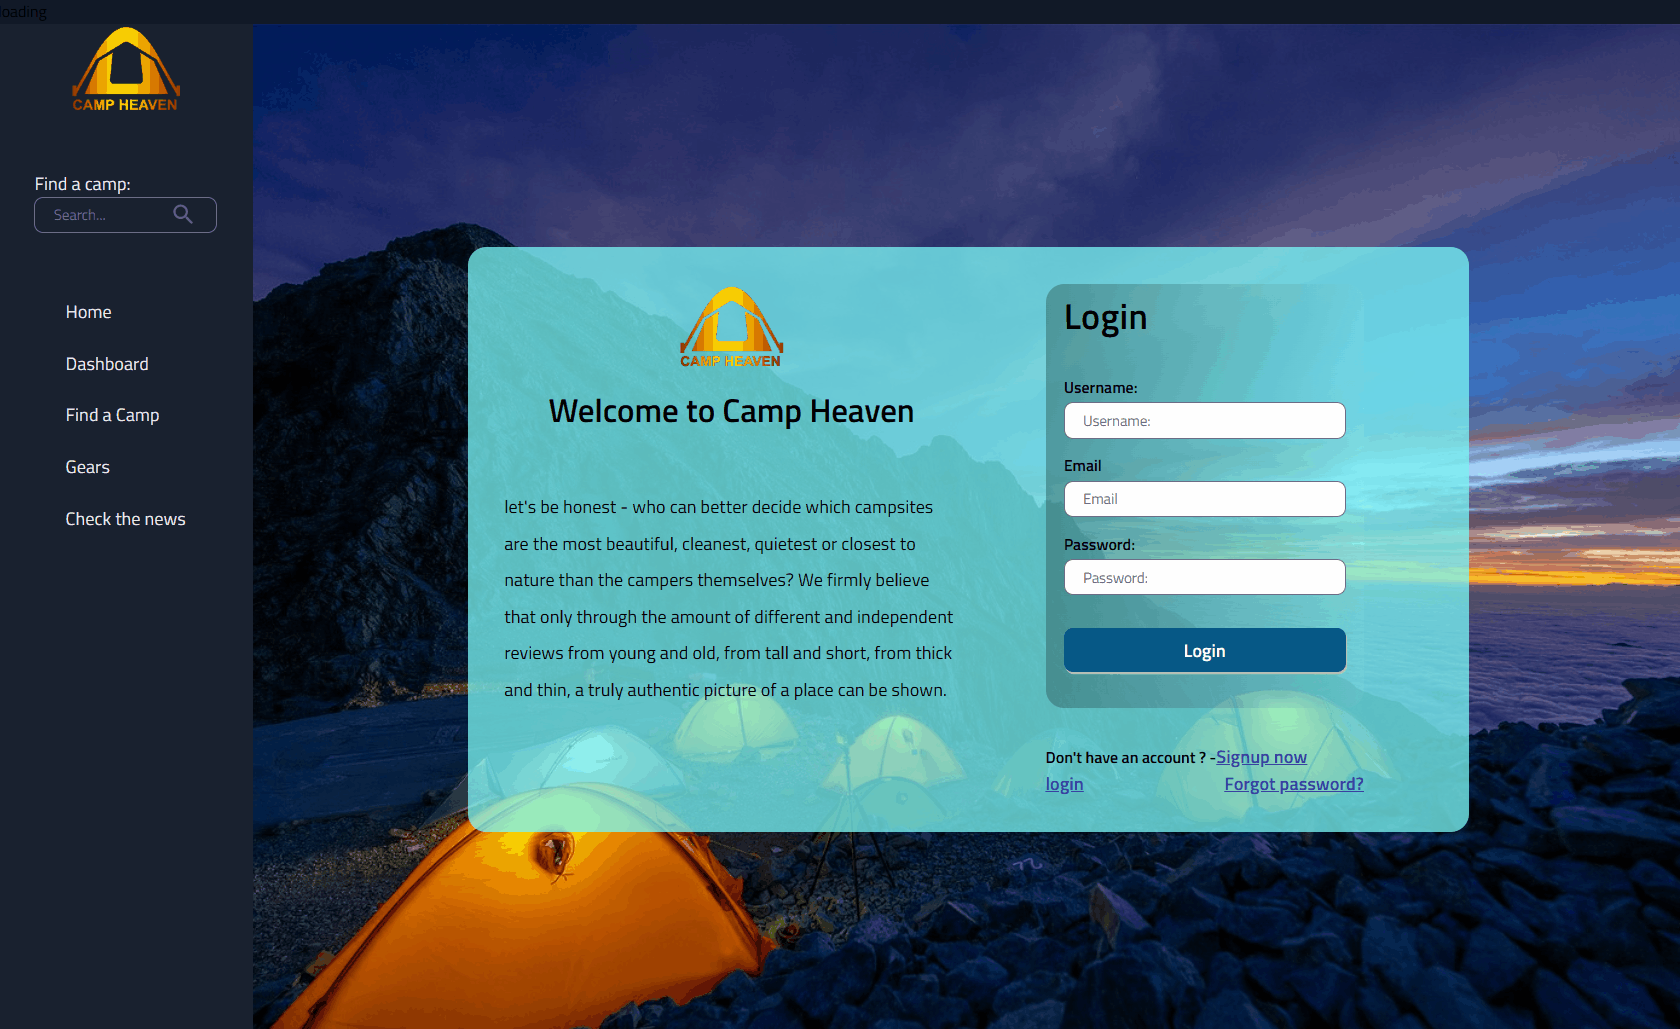 loading
CAMP HEAVEN
Find a camp:
Search...
Home
Dashboard
Find a Camp
Gears
Check the news
CAMP HEAVEN
Welcome to Camp Heaven
let's be honest - who can better decide which campsites
are the most beautiful, cleanest, quietest or closest to
nature than the campers themselves? We firmly believe
that only through the amount of different and independent
reviews from young and old, from tall and short, from thick
and thin, a truly authentic picture of a place can be shown.
Login
Username:
Username:
Email
Email
Password:
Password:
Login
Don't have an account ? -Signup now
login Forgot password?